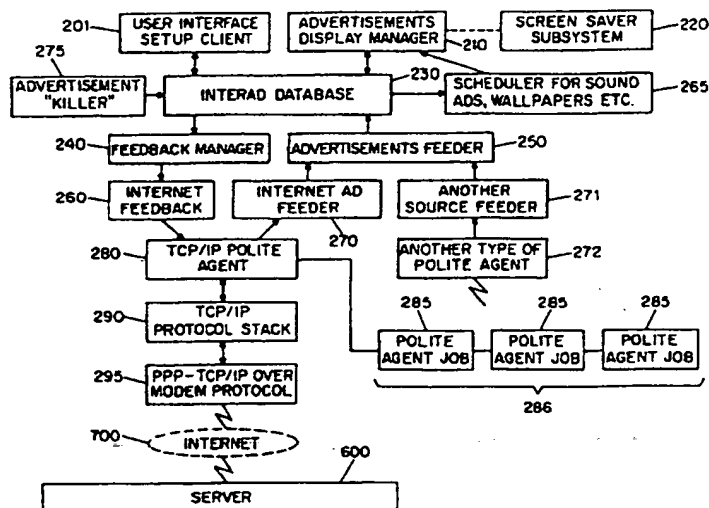 201
USER INTERFACE
SETUP CLIENT
ADVERTISEMENTS
DISPLAY MANAGER
210
SCREEN SAVER
SUBSYSTEM
220
275
ADVERTISEMENT
"KILLER"
230
INTERAD DATABASE
SCHEDULER FOR SOUND
ADS, WALLPAPERS ETC.
265
240
FEEDBACK MANAGER
ADVERTISEMENTS FEEDER
250
260
INTERNET
FEEDBACK
INTERNET AD
FEEDER
270
ANOTHER
SOURCE FEEDER
271
280
TCP/IP POLITE
AGENT
ANOTHER TYPE OF
POLITE AGENT
272
290
TCP/IP
PROTOCOL STACK
285
285
285
POLITE
AGENT JOB
POLITE
AGENT JOB
POLITE
AGENT JOB
286
295
PPP-TCP/IP OVER
MODEM PROTOCOL
700
INTERNET
600
SERVER